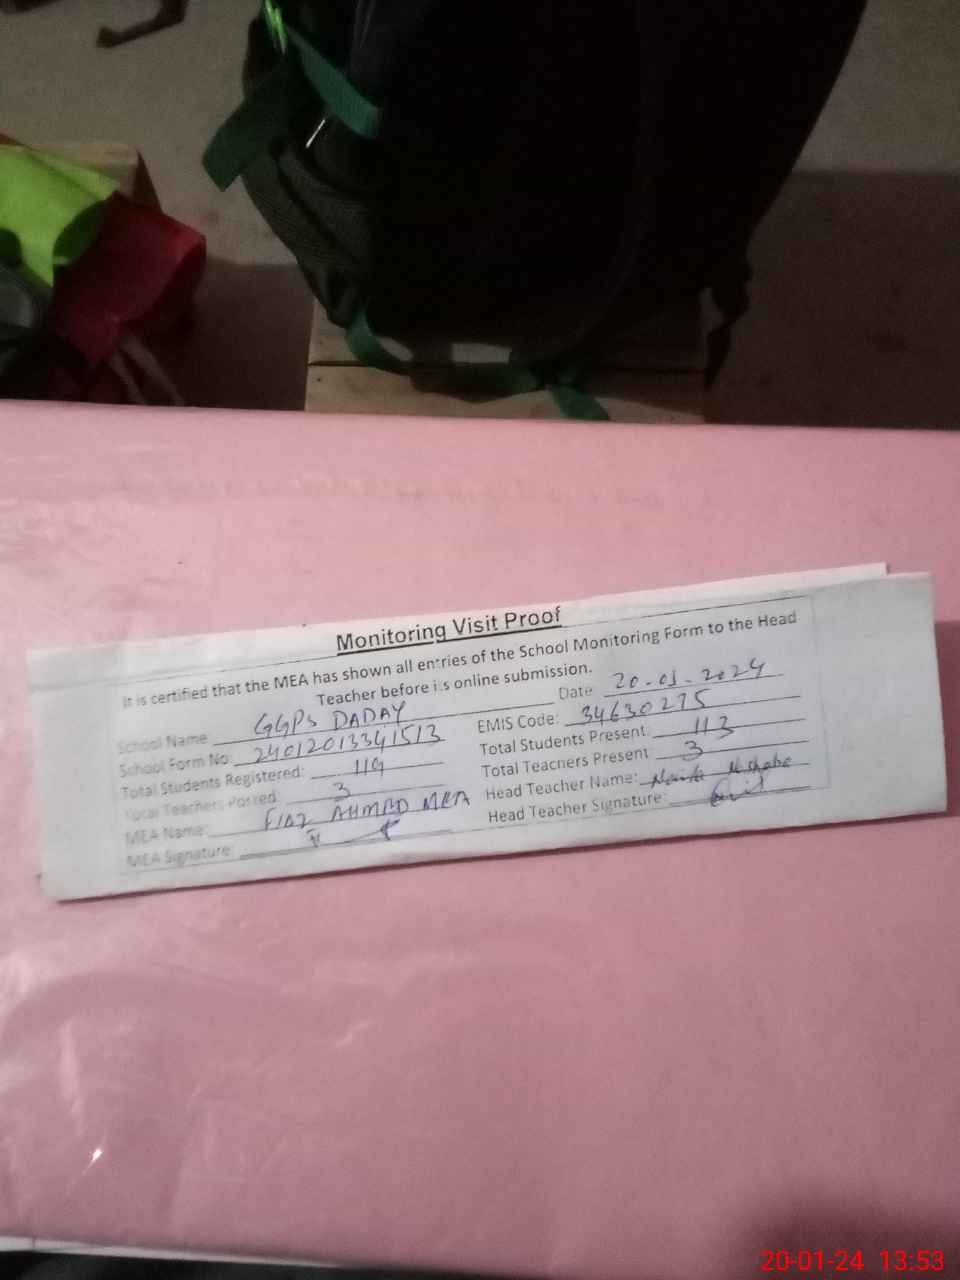 Monitoring Visit Proof
It is certified that the MEA has shown all entries of the School Monitoring Form to the Head
Teacher before its online submission.
Date: 20-01-2024
School Name: GGPS DADAY
EMIS Code: 34630275
School Form No: 24012013341513
Total Students Present: 113
Total Students Registered: 119
Total Teachers Present: 3
Total Teachers Posted: 3
Head Teacher Name:
MEA Name: FIAZ AHMED MEA
Head Teacher Signature:
MEA Signature:
20-01-24 13:53